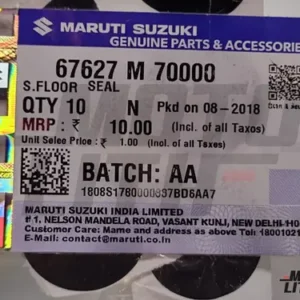 MARUTI SUZUKI
GENUINE PARTS & ACCESSORIES
67627 M 70000
S.FLOOR SEAL
QTY 10 N Pkd on 08-2018
MRP : ₹ 10.00 (Incl. of all Taxes)
Unit Sales Price : ₹ 1.00 (Incl. of all Taxes)
BATCH: AA
MARUTI SUZUKI INDIA LIMITED
# 1, NELSON MANDELA ROAD, VASANT KUNJ, NEW DELHI-
Customer Care: Name and address as above Tel:
E-Mail: contact@maruti.co.in